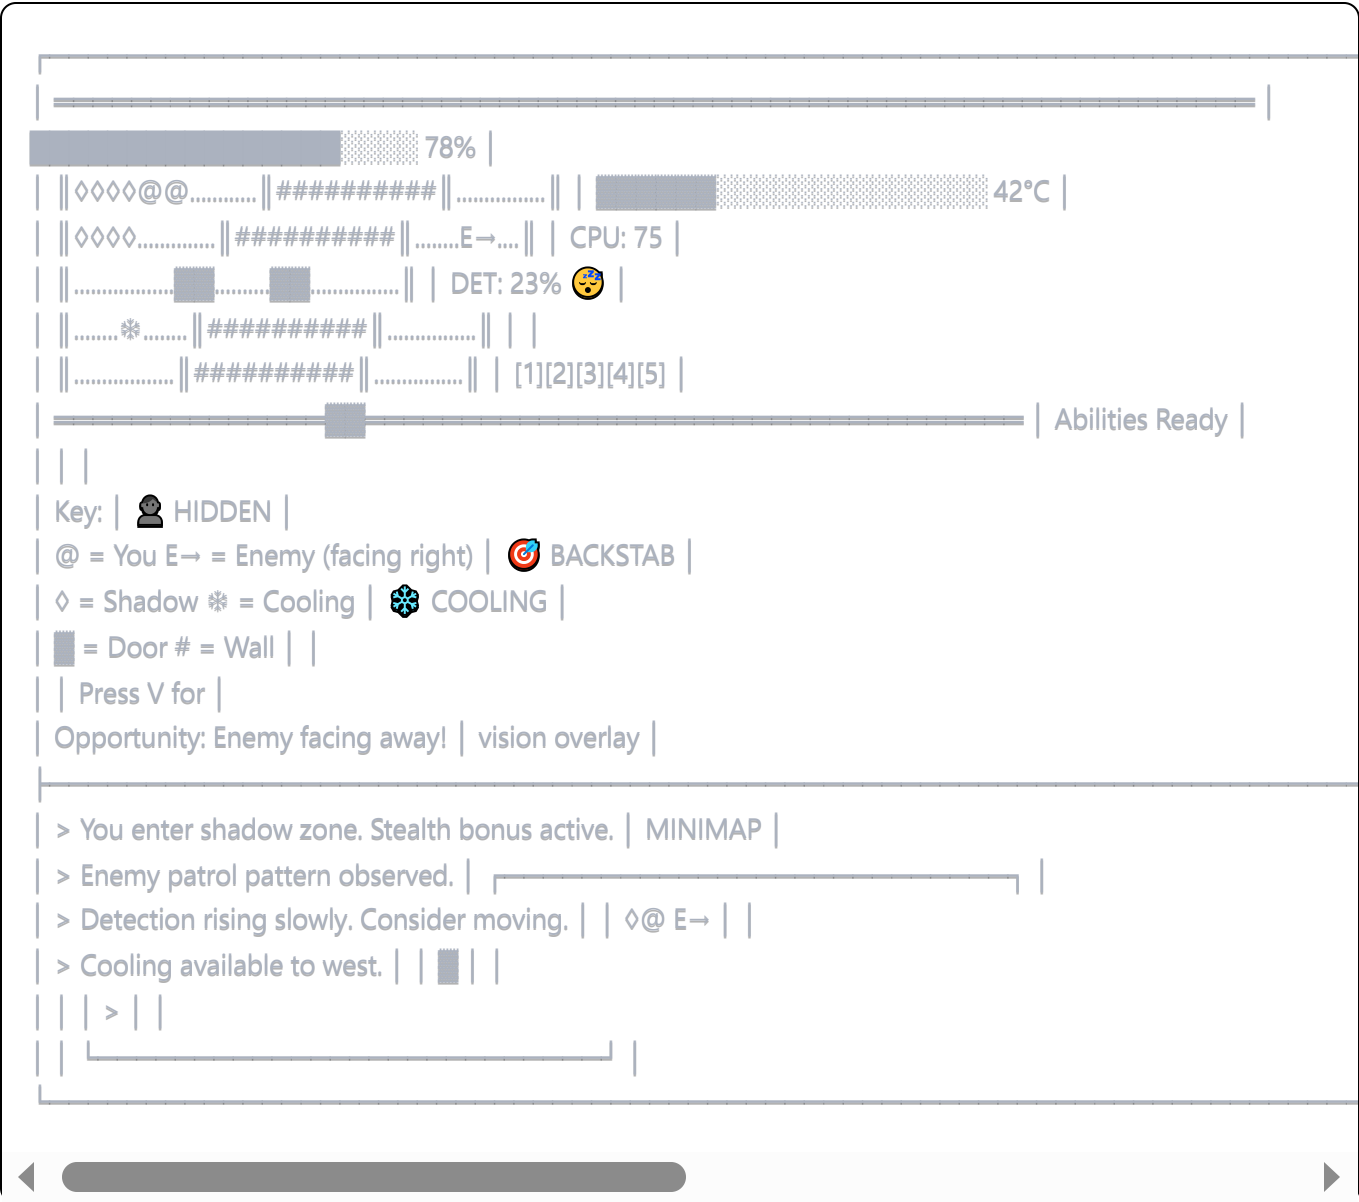 ┌──────────────────────────────────────────────────────────────────
│ ════════════════════════════════════════════════════════════ │
████████████████░░░░ 78% │
│ ║◊◊◊◊@@............║##########║................║ │ ▓▓▓▓▓▓░░░░░░░░░░░░░░ 42°C │
│ ║◊◊◊◊..............║##########║........E→....║ │ CPU: 75 │
│ ║..................▓▓..........▓▓................║ │ DET: 23% 😴 │
│ ║........❄........║##########║................║ │ │
│ ║..................║##########║................║ │ [1][2][3][4][5] │
│ ══════════════▓▓═════════════════════════════════ │ Abilities Ready │
│ │ │
│ Key: │ 👤 HIDDEN │
│ @ = You E→ = Enemy (facing right) │ 🎯 BACKSTAB │
│ ◊ = Shadow ❄ = Cooling │ ❄️ COOLING │
│ ▓ = Door # = Wall │ │
│ │ Press V for │
│ Opportunity: Enemy facing away! │ vision overlay │
├──────────────────────────────────────────────────────────────────
│ > You enter shadow zone. Stealth bonus active. │ MINIMAP │
│ > Enemy patrol pattern observed. │ ┌──────────────────────────┐ │
│ > Detection rising slowly. Consider moving. │ │ ◊@ E→ │ │
│ > Cooling available to west. │ │ ▓ │ │
│ │ │ > │ │
│ │ └──────────────────────────┘ │
└──────────────────────────────────────────────────────────────────